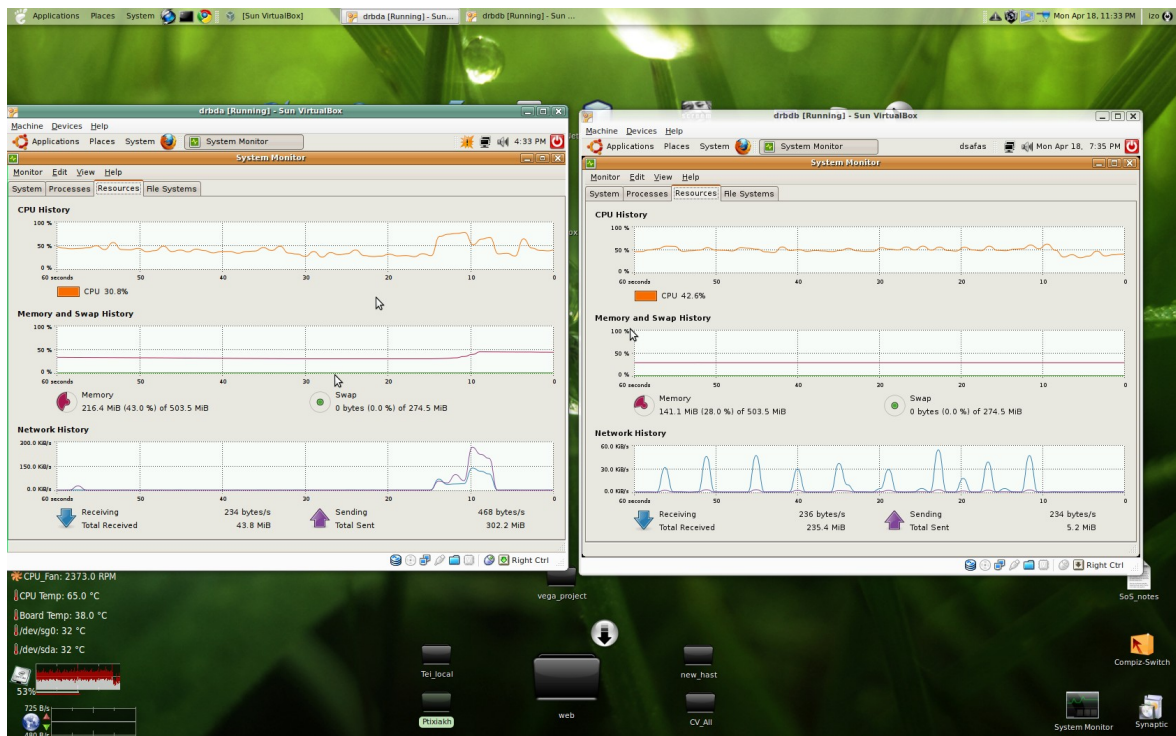 Applications Places System [Sun VirtualBox] drbda [Running] - Sun... drbdb [Running] - Sun ... Mon Apr 18, 11:33 PM izo
drbda [Running] - Sun VirtualBox
Machine Devices Help
Applications Places System System Monitor 4:33 PM
System Monitor
Monitor Edit View Help
System Processes Resources File Systems
CPU History
100 %
50 %
0 %
60 seconds 50 40 30 20 10 0
CPU 30.8%
Memory and Swap History
100 %
50 %
0 %
60 seconds 50 40 30 20 10 0
Memory Swap
216.4 MiB (43.0 %) of 503.5 MiB 0 bytes (0.0 %) of 274.5 MiB
Network History
200.0 KiB/s
150.0 KiB/s
0.0 KiB/s
60 seconds 50 40 30 20 10 0
Receiving 234 bytes/s Sending 468 bytes/s
Total Received 43.8 MiB Total Sent 302.2 MiB
Right Ctrl
drbdb [Running] - Sun VirtualBox
Machine Devices Help
Applications Places System System Monitor dsafas Mon Apr 18, 7:35 PM
System Monitor
Monitor Edit View Help
System Processes Resources File Systems
CPU History
100 %
50 %
0 %
60 seconds 50 40 30 20 10 0
CPU 42.6%
Memory and Swap History
100 %
50 %
0 %
60 seconds 50 40 30 20 10 0
Memory Swap
141.1 MiB (28.0 %) of 503.5 MiB 0 bytes (0.0 %) of 274.5 MiB
Network History
60.0 KiB/s
30.0 KiB/s
0.0 KiB/s
60 seconds 50 40 30 20 10 0
Receiving 236 bytes/s Sending 234 bytes/s
Total Received 235.4 MiB Total Sent 5.2 MiB
Right Ctrl
CPU_Fan: 2373.0 RPM
CPU Temp: 65.0 °C
Board Temp: 38.0 °C
/dev/sg0: 32 °C
/dev/sda: 32 °C
53%
725 B/s
480 B/s
vega_project
SoS_notes
Tei_local
new_hast
Compiz-Switch
Ptixiakh
web
CV_All
System Monitor
Synaptic